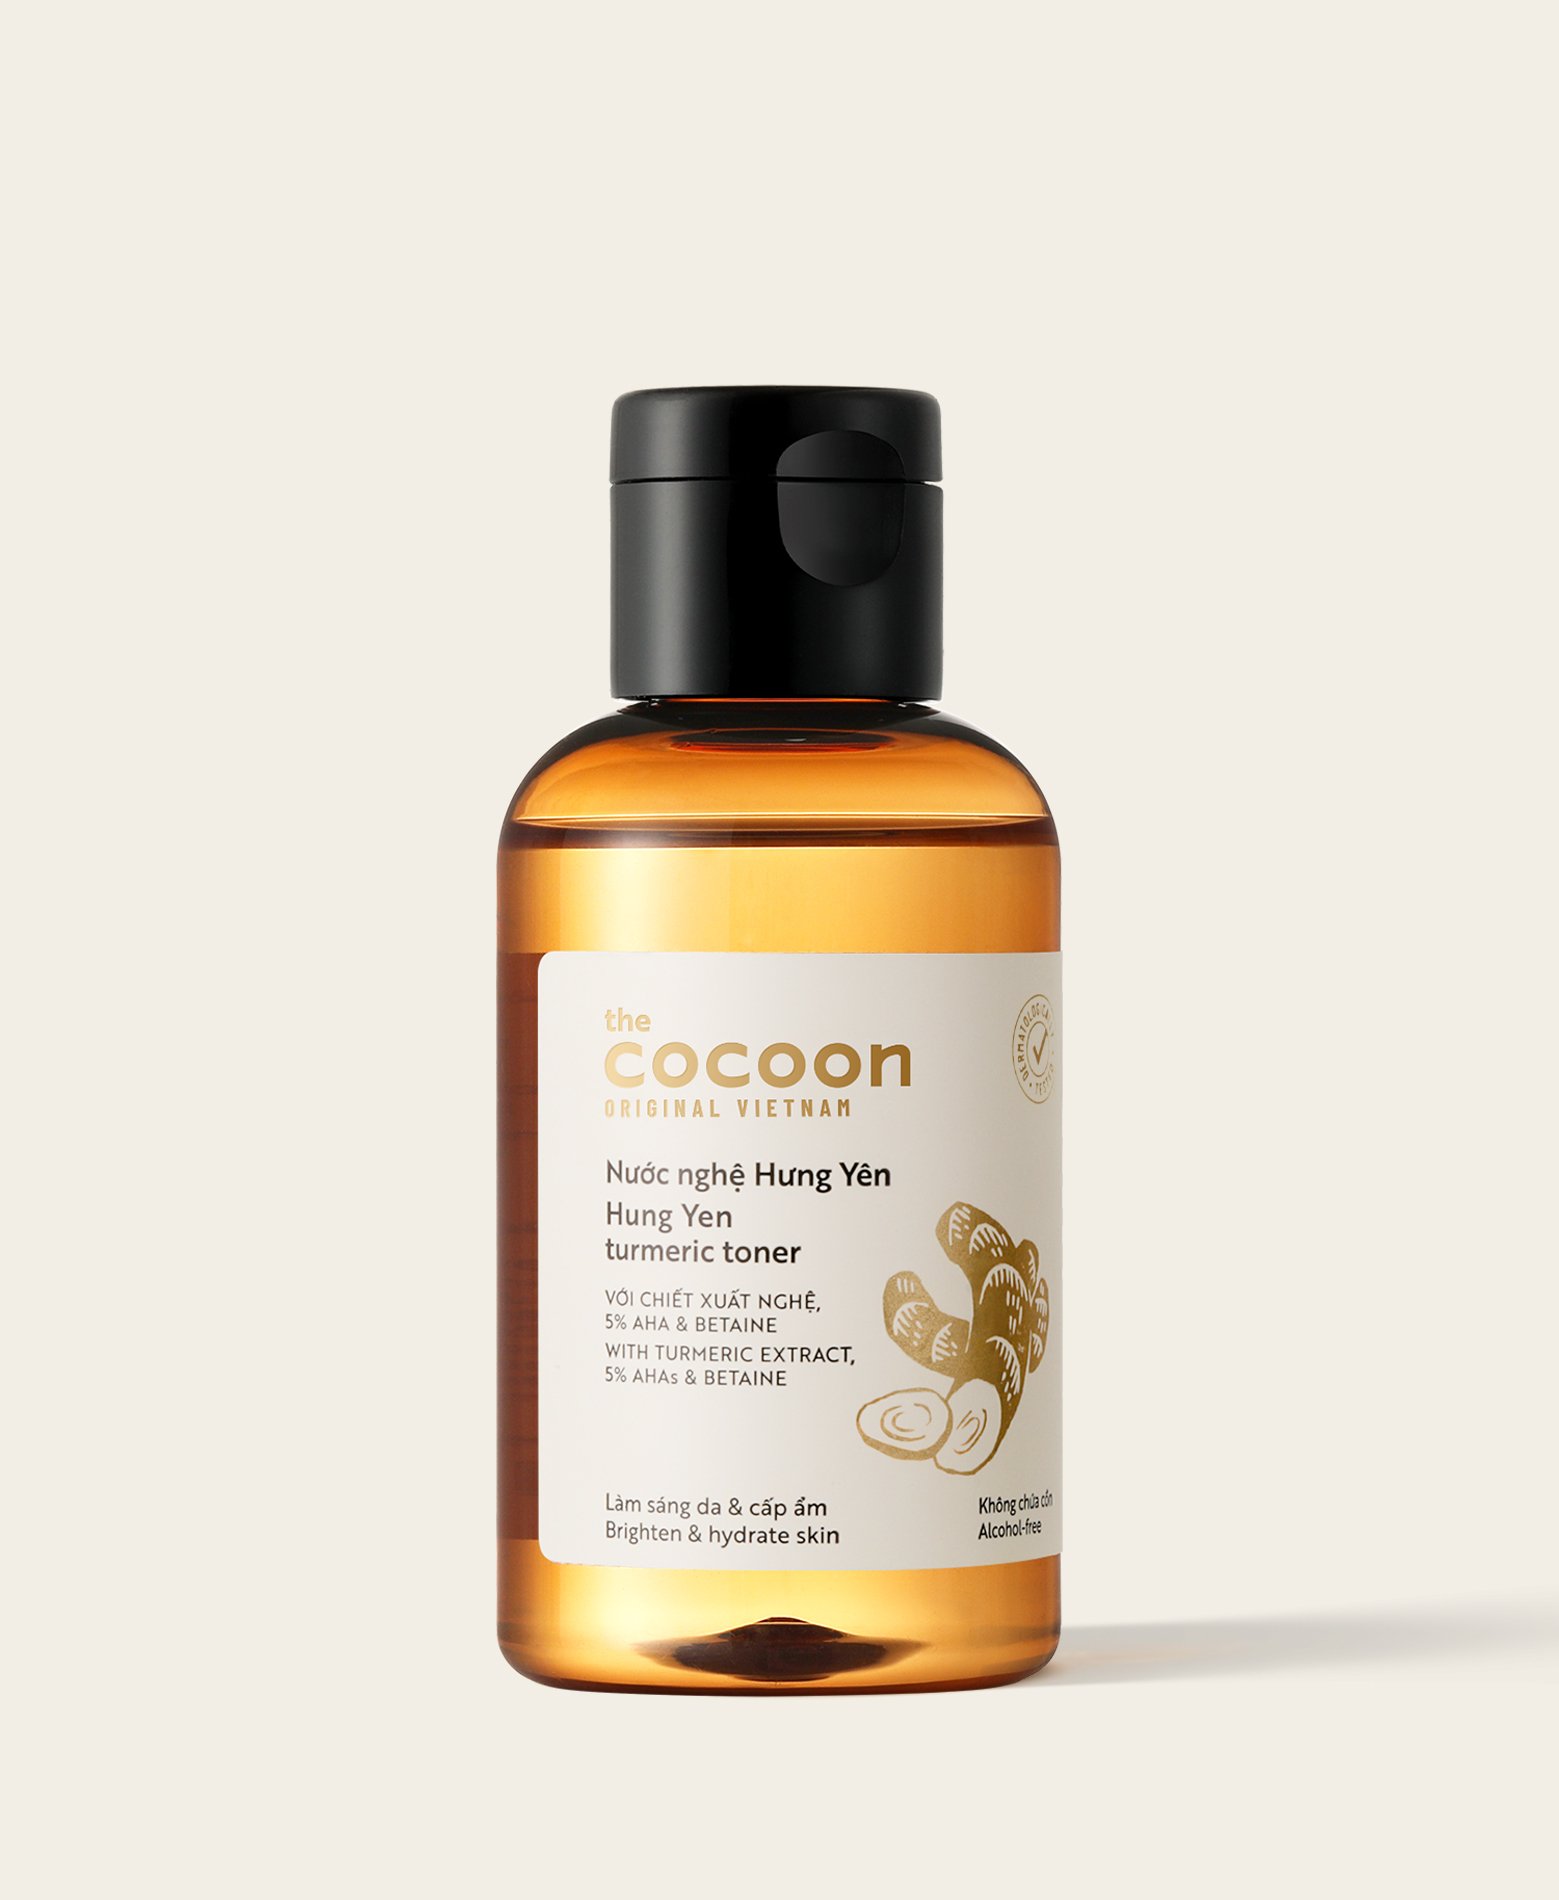 the
cocoon
ORIGINAL VIETNAM
DERMATOLOGICALLY TESTED
Nước nghệ Hưng Yên
Hung Yen
turmeric toner
VỚI CHIẾT XUẤT NGHỆ,
5% AHA & BETAINE
WITH TURMERIC EXTRACT,
5% AHAs & BETAINE
Làm sáng da & cấp ẩm
Brighten & hydrate skin
Không chứa cồn
Alcohol-free